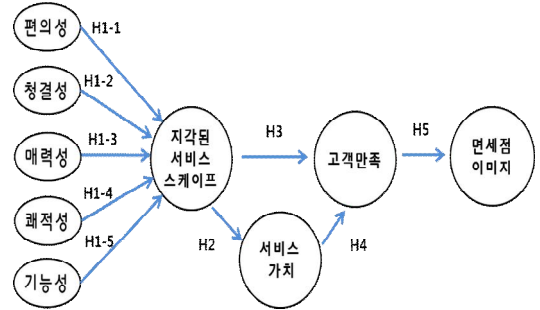 편의성
H1-1
청결성
H1-2
매력성
H1-3
쾌적성
H1-4
기능성
H1-5
지각된
서비스
스케이프
H3
고객만족
H5
면세점
이미지
H2
서비스
가치
H4